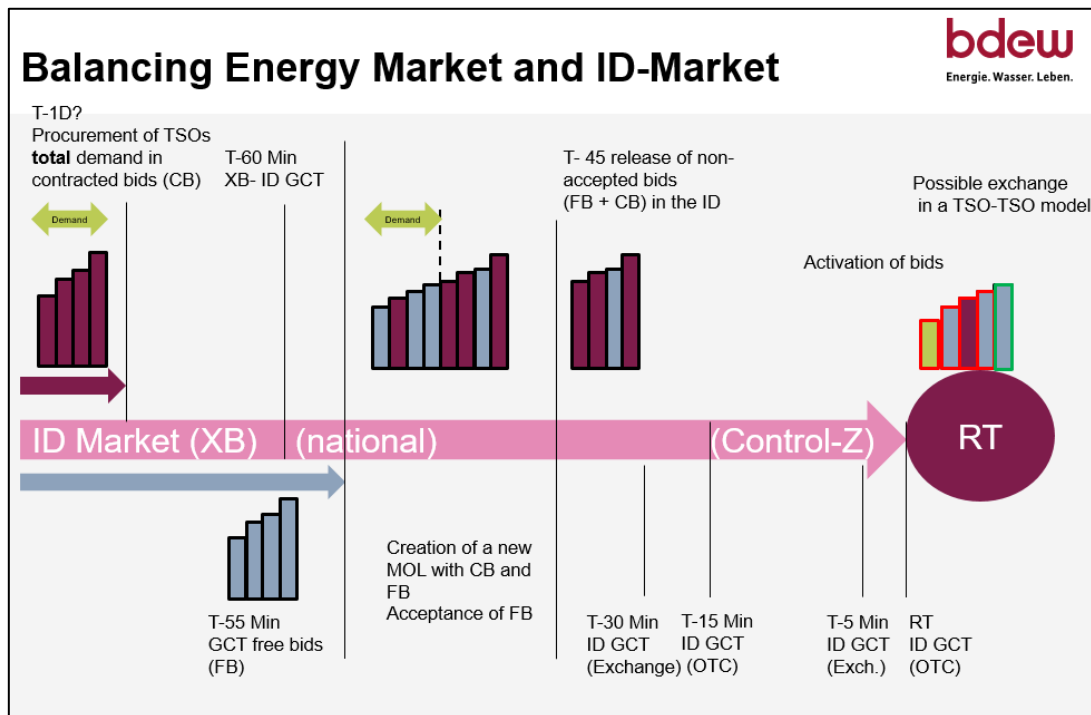 bdew
Energie. Wasser. Leben.
Balancing Energy Market and ID-Market
T-1D?
Procurement of TSOs
total demand in
contracted bids (CB)
T-60 Min
XB- ID GCT
T- 45 release of non-
accepted bids
(FB + CB) in the ID
Possible exchange
in a TSO-TSO model
Activation of bids
Demand
Demand
ID Market (XB)
(national)
(Control-Z)
RT
T-55 Min
GCT free bids
(FB)
Creation of a new
MOL with CB and
FB
Acceptance of FB
T-30 Min
ID GCT
(Exchange)
T-15 Min
ID GCT
(OTC)
T-5 Min
ID GCT
(Exch.)
RT
ID GCT
(OTC)